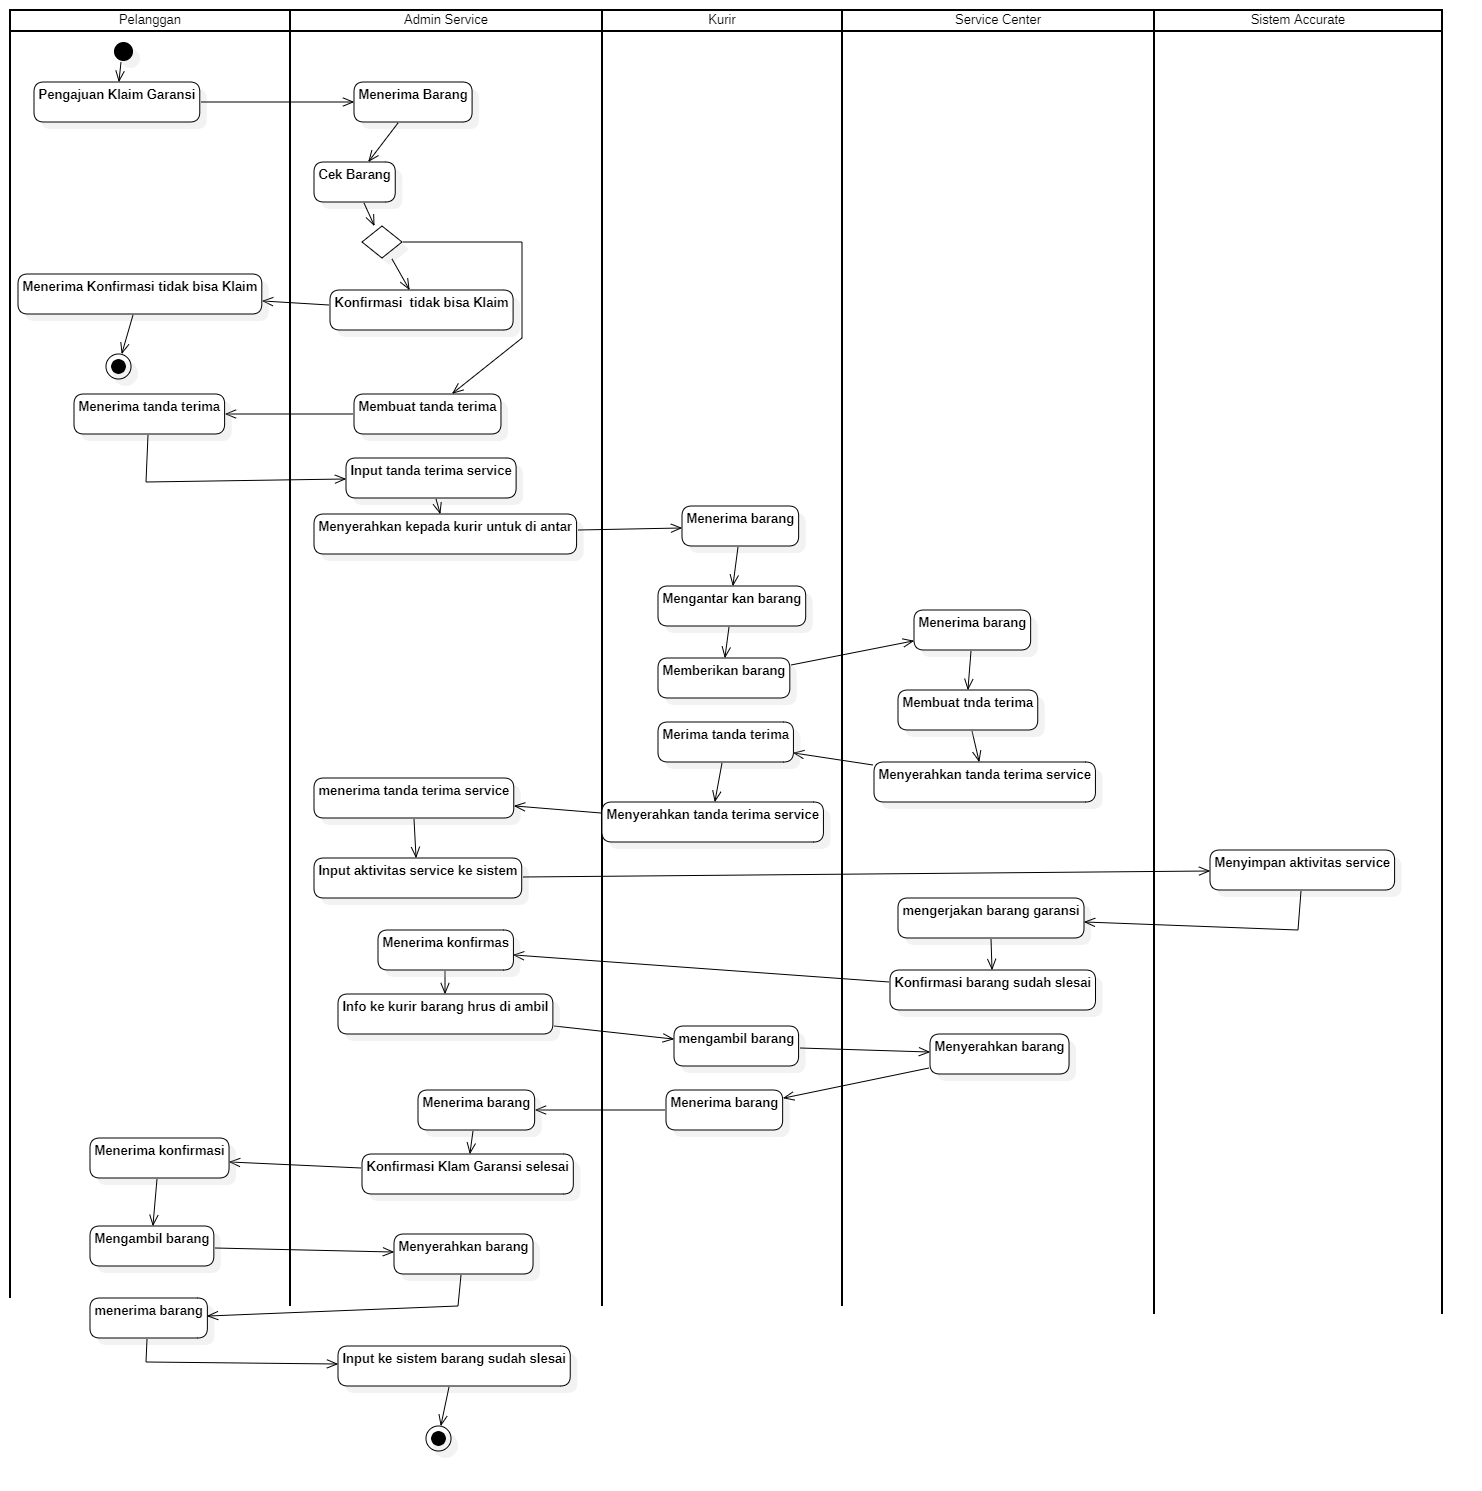 Pelanggan
Admin Service
Kurir
Service Center
Sistem Accurate
Pengajuan Klaim Garansi
Menerima Barang
Cek Barang
Menerima Konfirmasi tidak bisa Klaim
Konfirmasi  tidak bisa Klaim
Menerima tanda terima
Membuat tanda terima
Input tanda terima service
Menyerahkan kepada kurir untuk di antar
Menerima barang
Mengantar kan barang
Menerima barang
Memberikan barang
Membuat tnda terima
Merima tanda terima
Menyerahkan tanda terima service
menerima tanda terima service
Menyerahkan tanda terima service
Input aktivitas service ke sistem
Menyimpan aktivitas service
mengerjakan barang garansi
Menerima konfirmas
Konfirmasi barang sudah slesai
Info ke kurir barang hrus di ambil
mengambil barang
Menyerahkan barang
Menerima barang
Menerima barang
Menerima konfirmasi
Konfirmasi Klam Garansi selesai
Mengambil barang
Menyerahkan barang
menerima barang
Input ke sistem barang sudah slesai